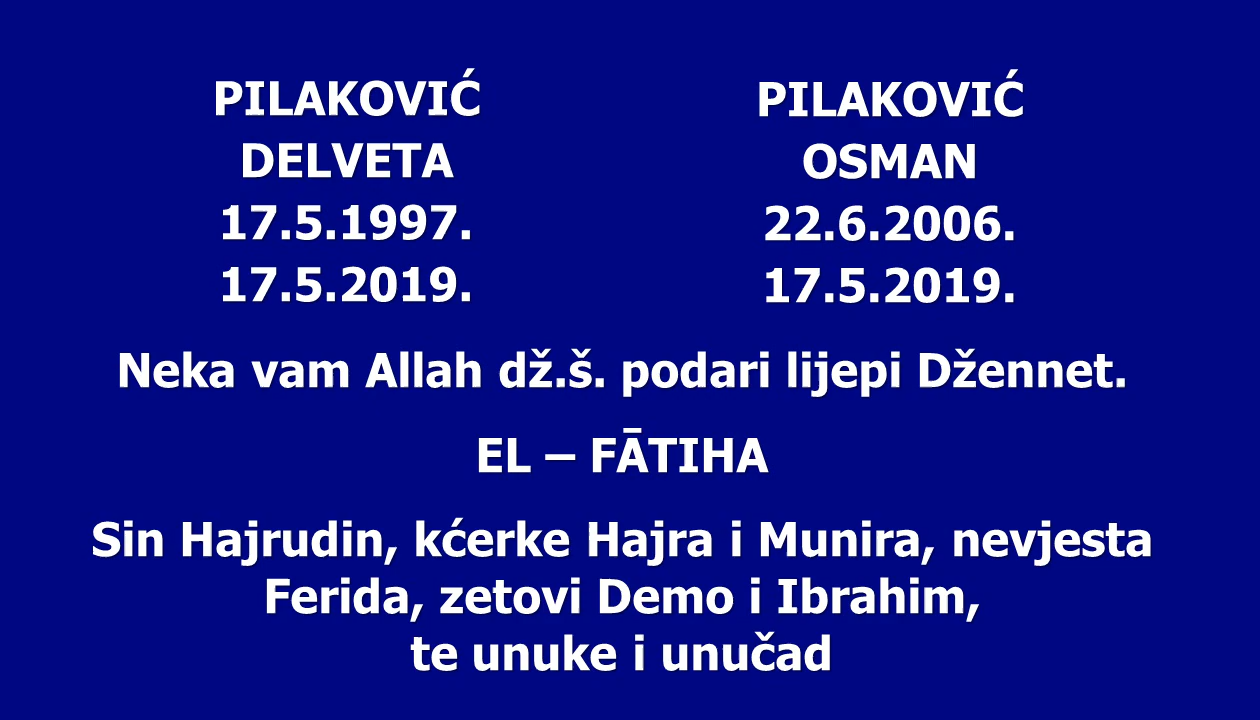 PILAKOVIĆ
DELVETA
17.5.1997.
17.5.2019.
PILAKOVIĆ
OSMAN
22.6.2006.
17.5.2019.
Neka vam Allah dž.š. podari lijepi Džennet.
EL – FĀTIHA
Sin Hajrudin, kćerke Hajra i Munira, nevjesta
Ferida, zetovi Demo i Ibrahim,
te unuke i unučad